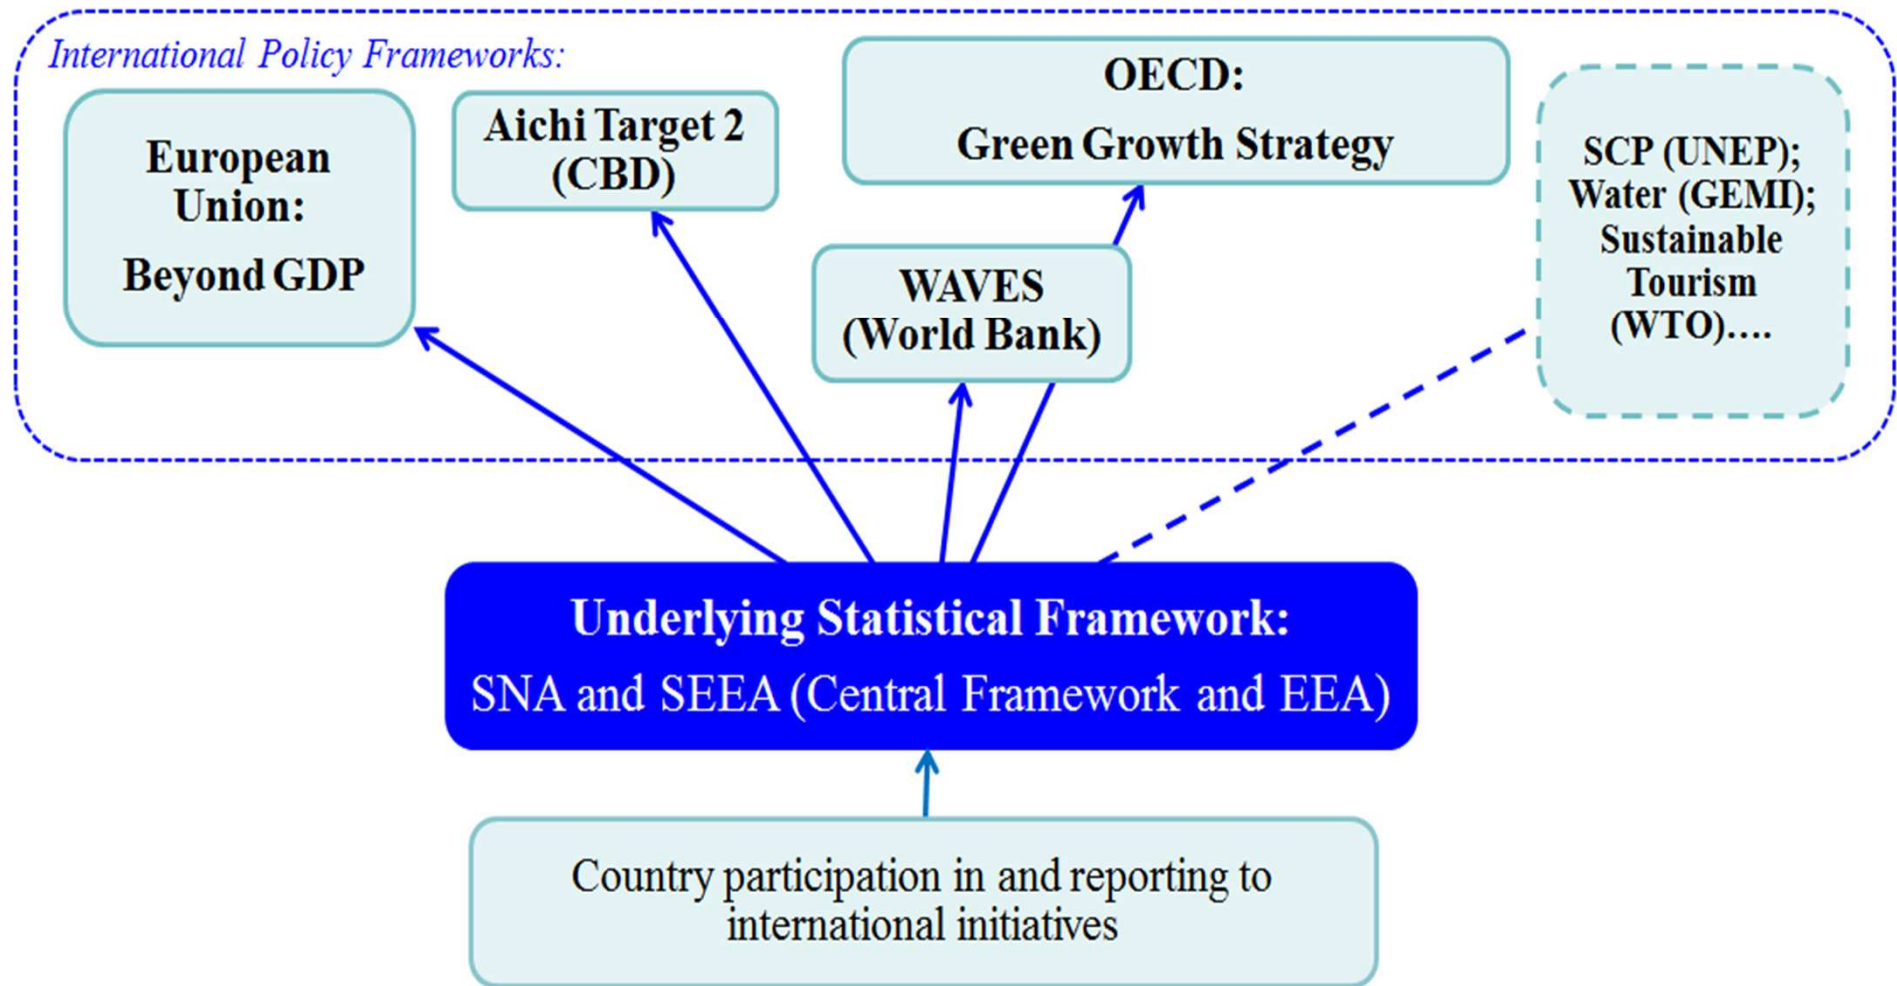 International Policy Frameworks:
European
Union:
Beyond GDP
Aichi Target 2
(CBD)
OECD:
Green Growth Strategy
WAVES
(World Bank)
SCP (UNEP);
Water (GEMI);
Sustainable
Tourism
(WTO)….
Underlying Statistical Framework:
SNA and SEEA (Central Framework and EEA)
Country participation in and reporting to
international initiatives